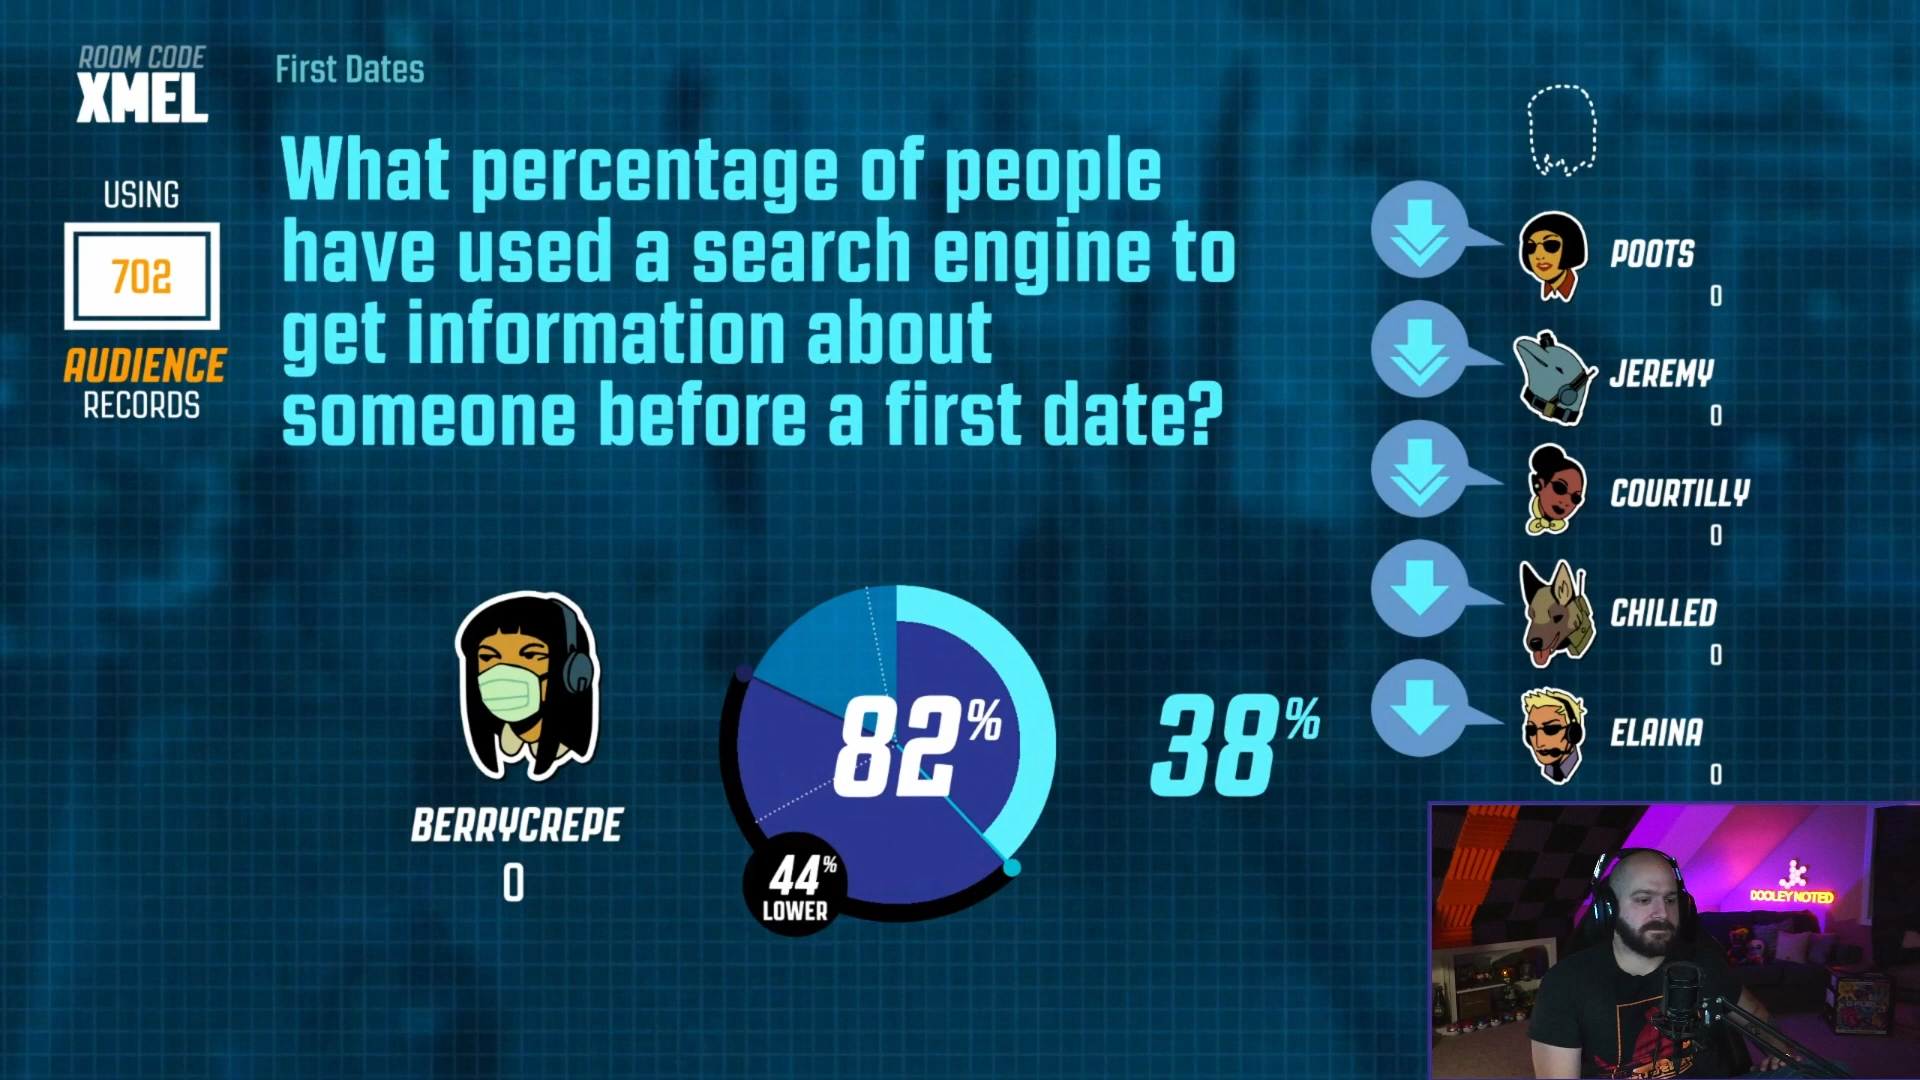 ROOM CODE
XMEL
USING
702
AUDIENCE
RECORDS
First Dates
What percentage of people
have used a search engine to
get information about
someone before a first date?
BERRYCREPE
0
82%
44%
LOWER
38%
POOTS
0
JEREMY
0
COURTILLY
0
CHILLED
0
ELAINA
0
DOOLEY NOTED